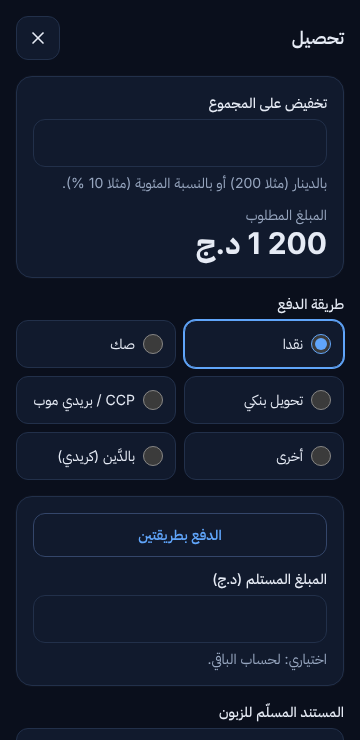 تحصيل
تخفيض على المجموع
بالدينار (مثلا 200) أو بالنسبة المئوية (مثلا 10 %).
المبلغ المطلوب
1 200 د.ج
طريقة الدفع
نقدا
صك
تحويل بنكي
CCP / بريدي موب
أخرى
بالدَّين (كريدي)
الدفع بطريقتين
المبلغ المستلم (د.ج)
اختياري: لحساب الباقي.
المستند المسلّم للزبون